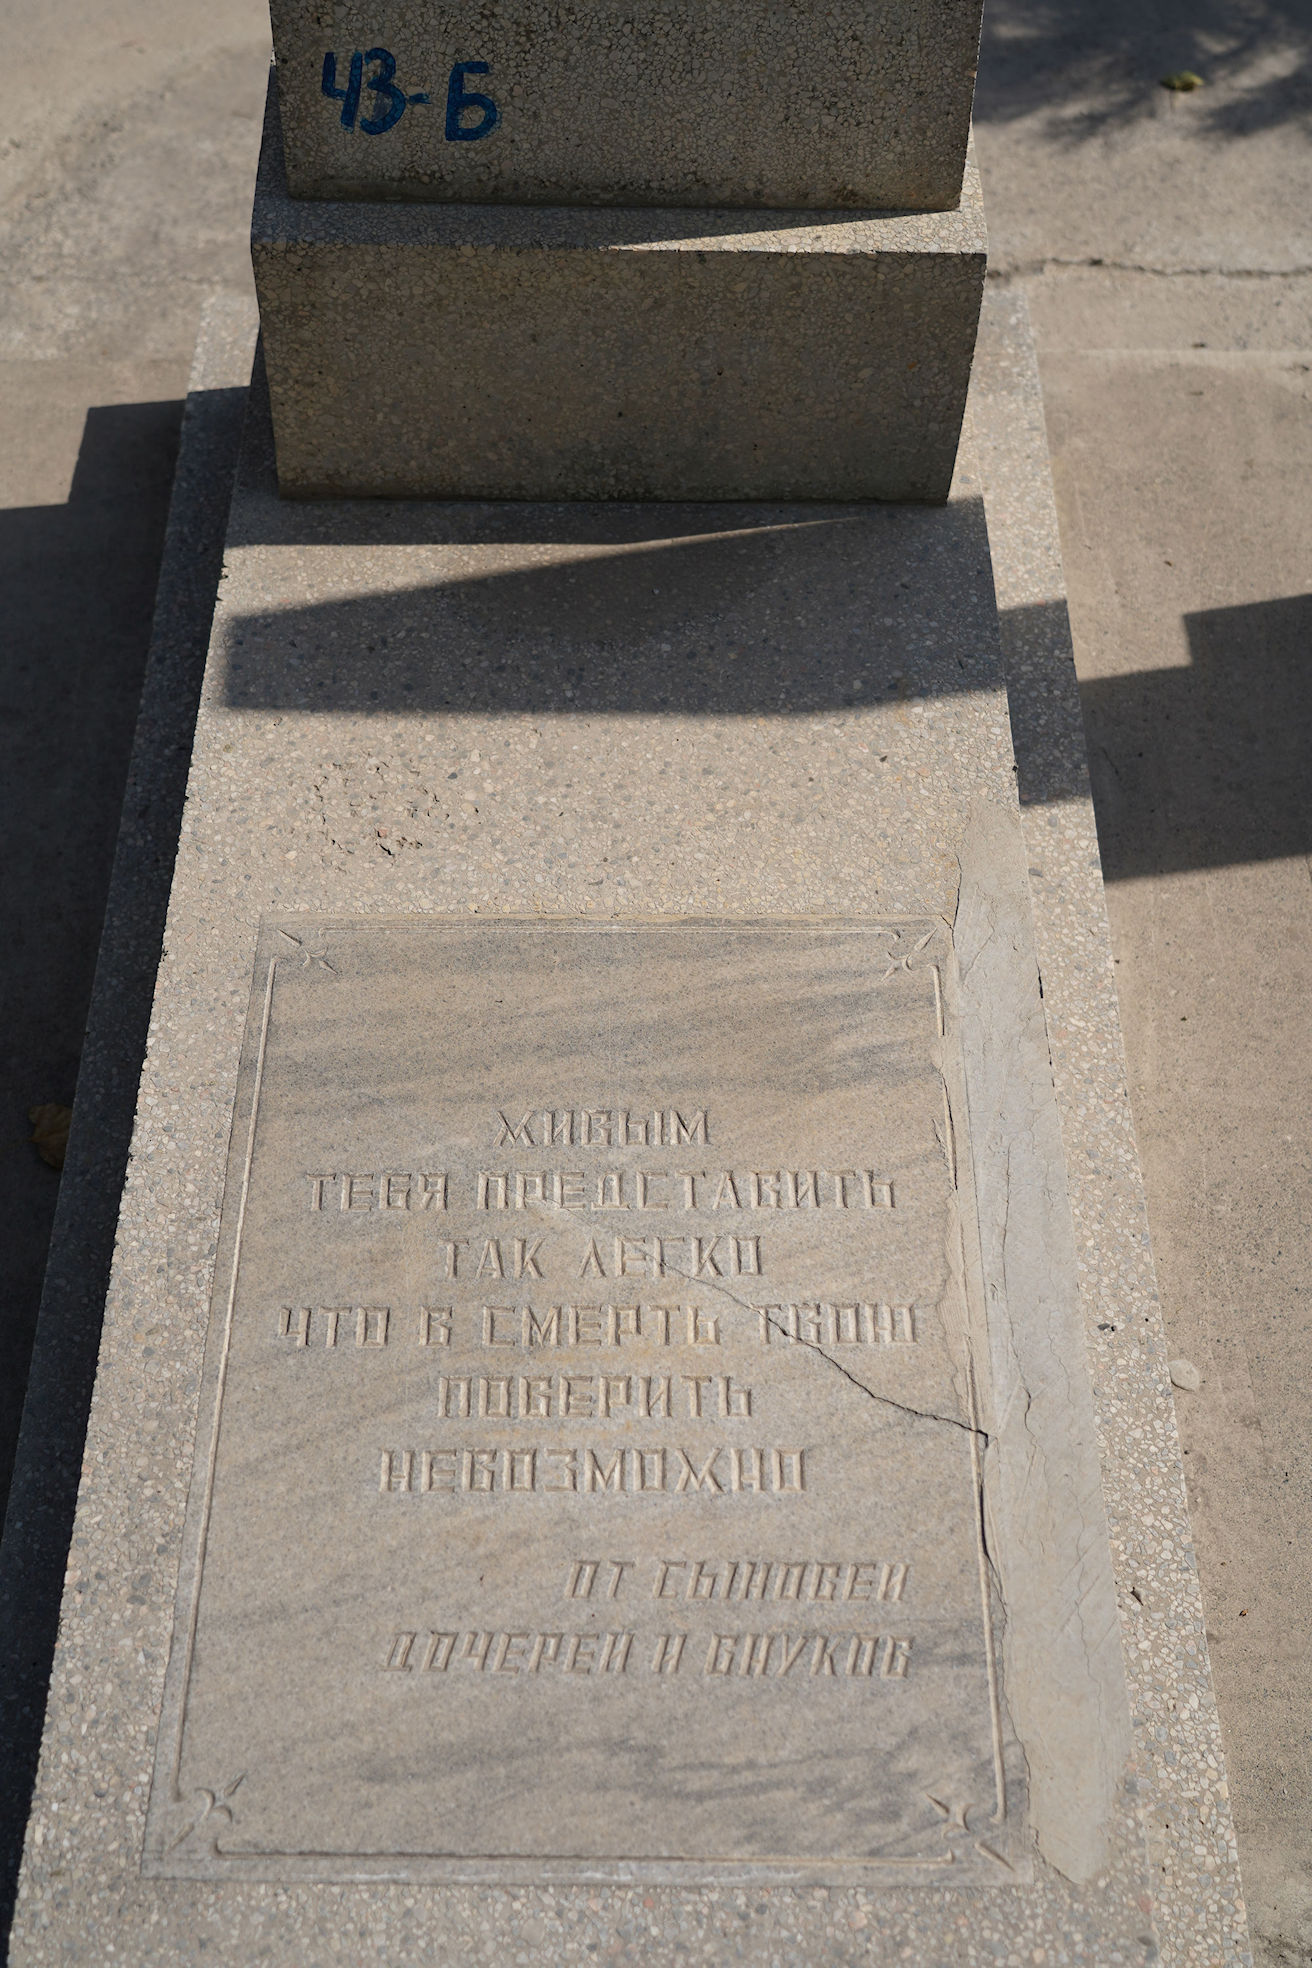 43-Б
ЖИВЫМ
ТЕБЯ ПРЕДСТАВИТЬ
ТАК ЛЕГКО
ЧТО В СМЕРТЬ ТВОЮ
ПОВЕРИТЬ
НЕВОЗМОЖНО
ОТ СЫНОВЕЙ
ДОЧЕРЕЙ И ВНУКОВ